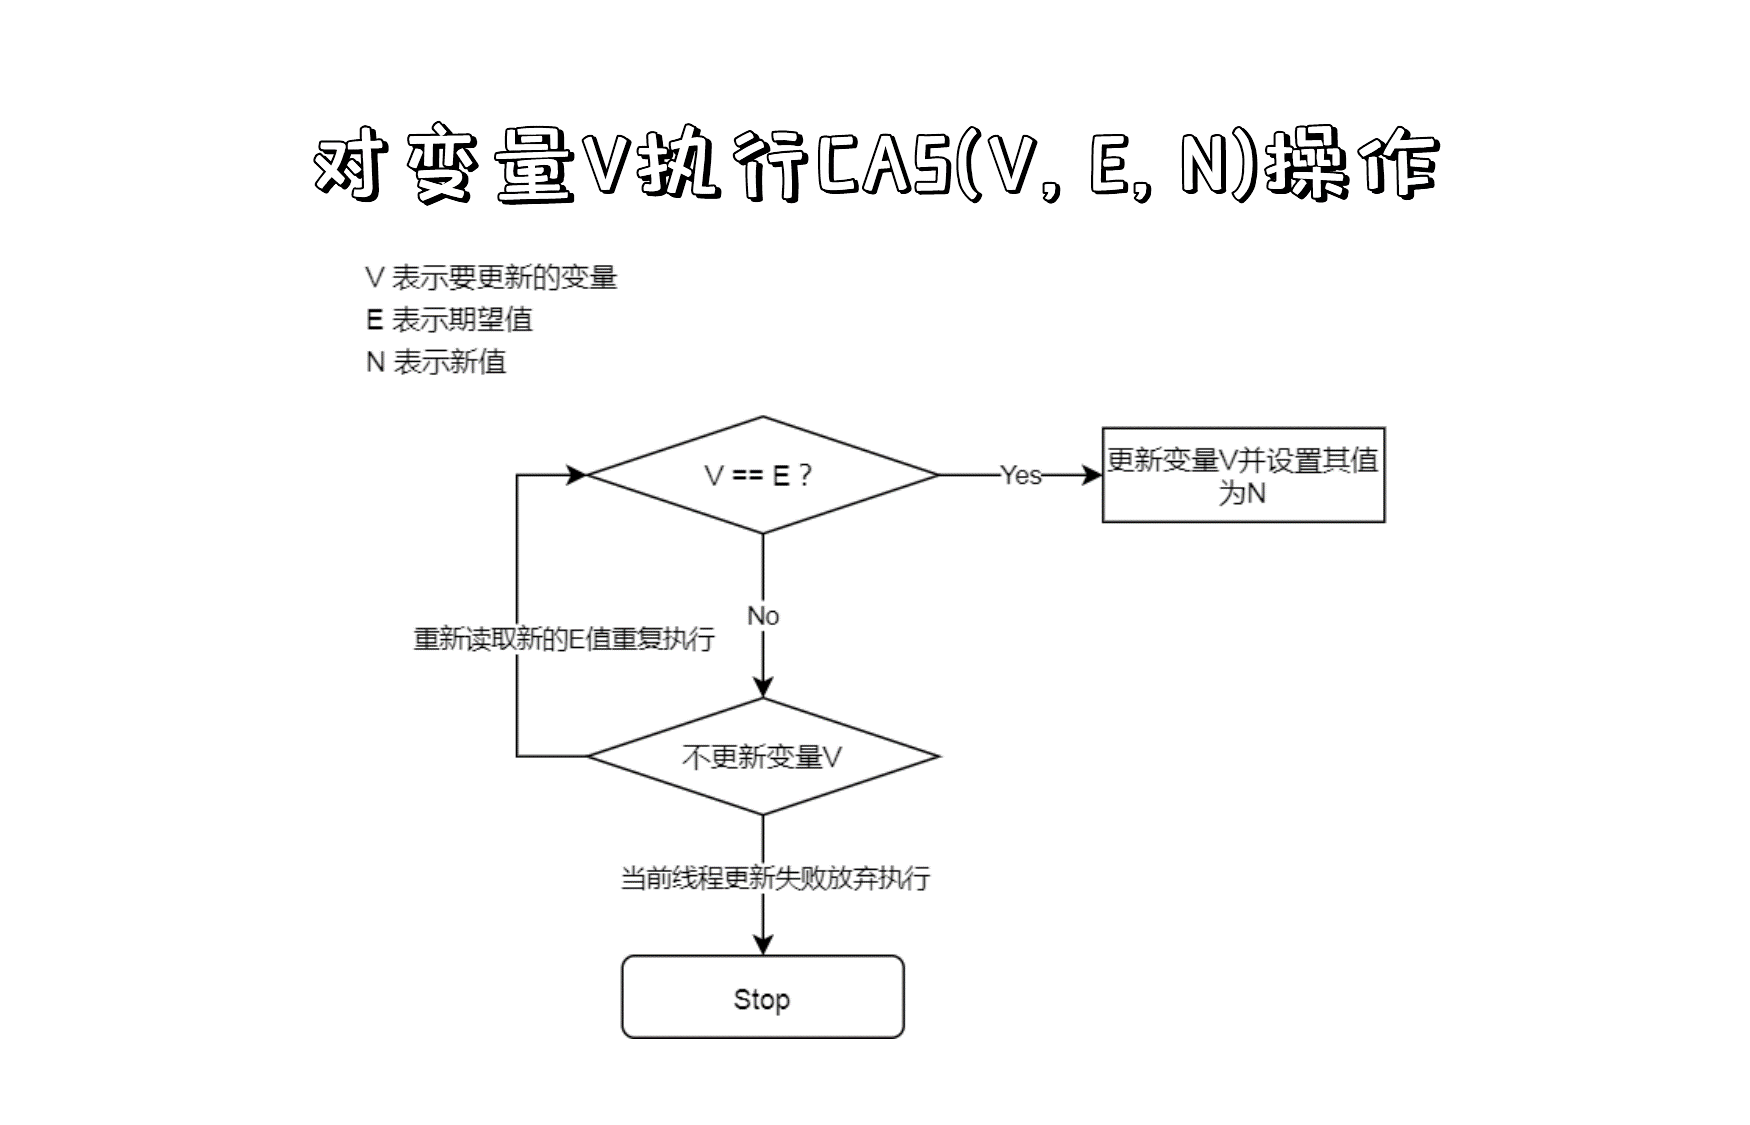 对变量V执行CAS(V, E, N)操作
V 表示要更新的变量
E 表示期望值
N 表示新值
V == E ?
Yes
更新变量V并设置其值
为N
No
重新读取新的E值重复执行
不更新变量V
当前线程更新失败放弃执行
Stop